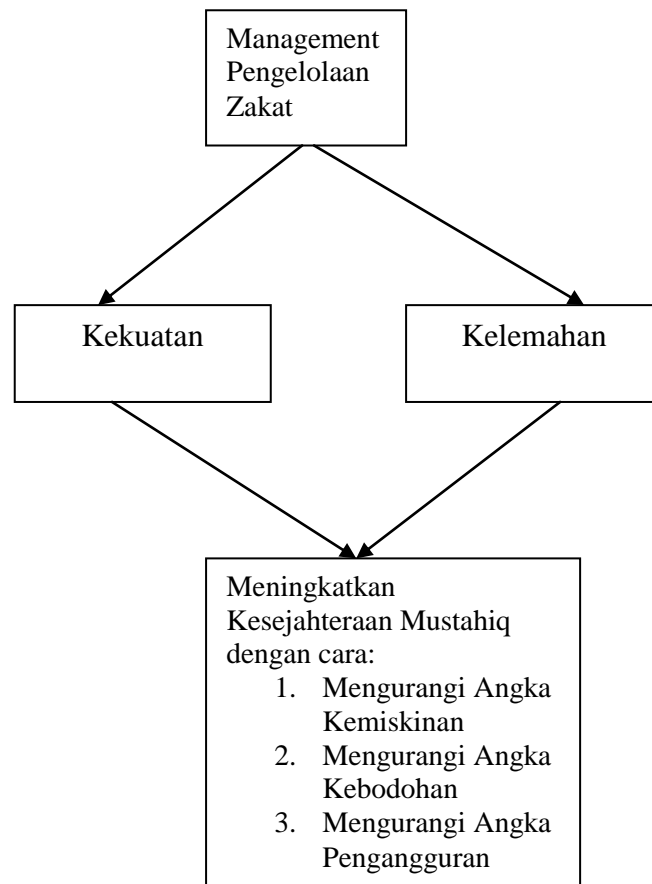 Management
Pengelolaan
Zakat
Kekuatan
Kelemahan
Meningkatkan
Kesejahteraan Mustahiq
dengan cara:
1. Mengurangi Angka
Kemiskinan
2. Mengurangi Angka
Kebodohan
3. Mengurangi Angka
Pengangguran